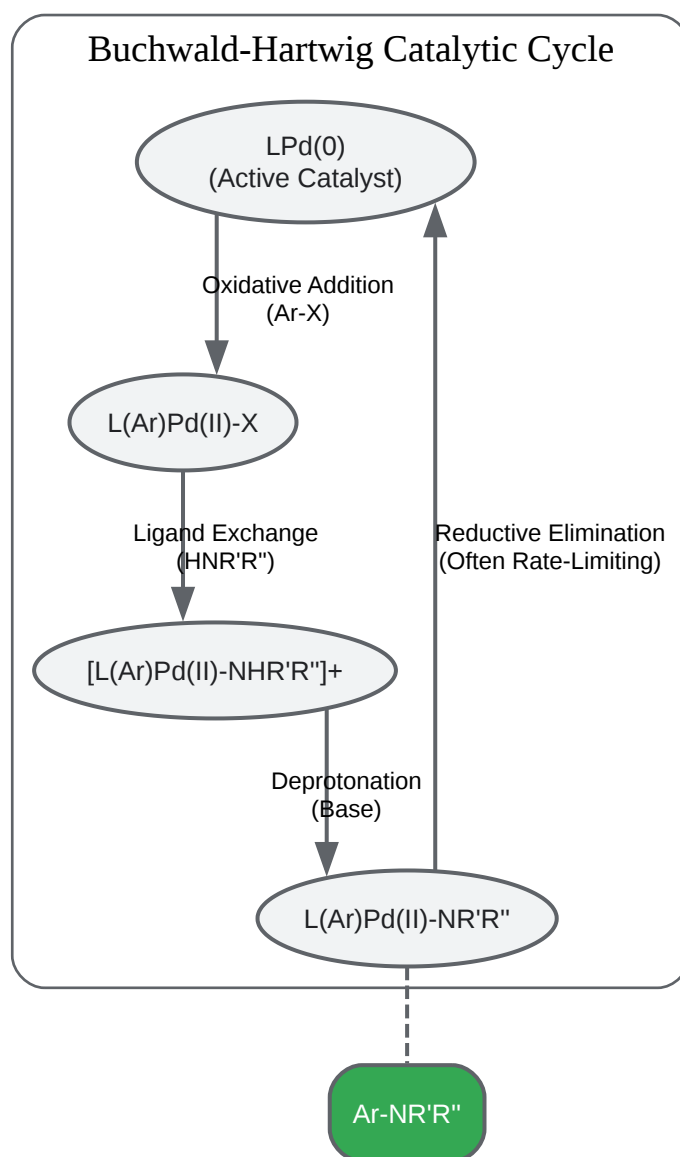 Buchwald-Hartwig Catalytic Cycle
LPd(0)
(Active Catalyst)
Oxidative Addition
(Ar-X)
L(Ar)Pd(II)-X
Ligand Exchange
(HNR'R")
Reductive Elimination
(Often Rate-Limiting)
[L(Ar)Pd(II)-NHR'R"]+
Deprotonation
(Base)
L(Ar)Pd(II)-NR'R"
Ar-NR'R"